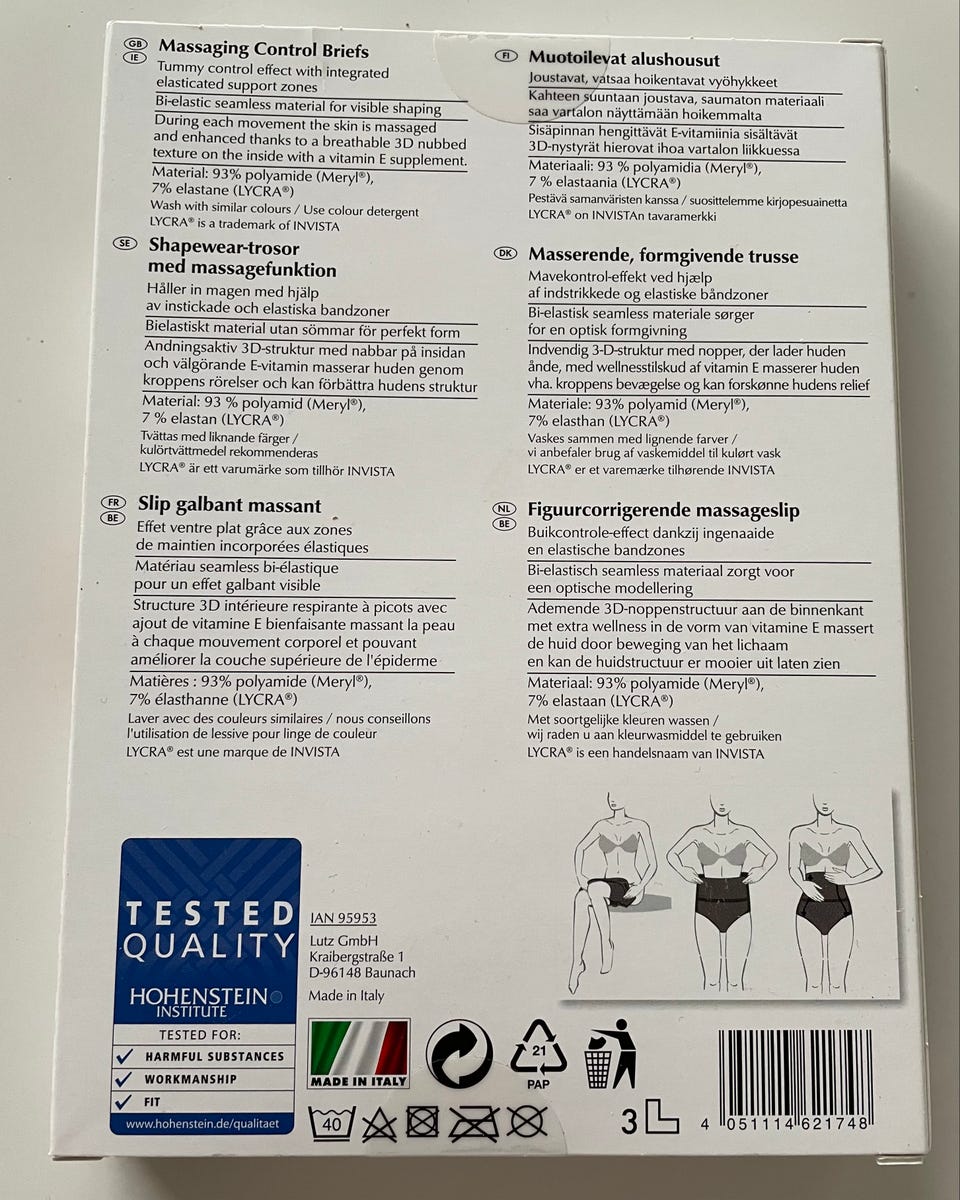 GB
IE
Massaging Control Briefs
Tummy control effect with integrated
elasticated support zones
Bi-elastic seamless material for visible shaping
During each movement the skin is massaged
and enhanced thanks to a breathable 3D nubbed
texture on the inside with a vitamin E supplement.
Material: 93% polyamide (Meryl®),
7% elastane (LYCRA®)
Wash with similar colours / Use colour detergent
LYCRA® is a trademark of INVISTA
SE
Shapewear-trosor
med massagefunktion
Håller in magen med hjälp
av instickade och elastiska bandzoner
Bielastiskt material utan sömmar för perfekt form
Andningsaktiv 3D-struktur med nabbar på insidan
och välgörande E-vitamin masserar huden genom
kroppens rörelser och kan förbättra hudens struktur
Material: 93 % polyamid (Meryl®),
7 % elastan (LYCRA®)
Tvättas med liknande färger /
kulörtvättmedel rekommenderas
LYCRA® är ett varumärke som tillhör INVISTA
FR
BE
Slip galbant massant
Effet ventre plat grâce aux zones
de maintien incorporées élastiques
Matériau seamless bi-élastique
pour un effet galbant visible
Structure 3D intérieure respirante à picots avec
ajout de vitamine E bienfaisante massant la peau
à chaque mouvement corporel et pouvant
améliorer la couche supérieure de l'épiderme
Matières : 93% polyamide (Meryl®),
7% élasthanne (LYCRA®)
Laver avec des couleurs similaires / nous conseillons
l'utilisation de lessive pour linge de couleur
LYCRA® est une marque de INVISTA
FI
Muotoilevat alushousut
Joustavat, vatsaa hoikentavat vyöhykkeet
Kahteen suuntaan joustava, saumaton materiaali
saa vartalon näyttämään hoikemmalta
Sisäpinnan hengittävät E-vitamiinia sisältävät
3D-nystyrät hierovat ihoa vartalon liikkuessa
Materiaali: 93 % polyamidia (Meryl®),
7 % elastaania (LYCRA®)
Pestävä samanväristen kanssa / suosittelemme kirjopesuainetta
LYCRA® on INVISTAn tavaramerkki
DK
Masserende, formgivende trusse
Mavekontrol-effekt ved hjælp
af indstrikkede og elastiske båndzoner
Bi-elastisk seamless materiale sørger
for en optisk formgivning
Indvendig 3-D-struktur med nopper, der lader huden
ånde, med wellnesstilskud af vitamin E masserer huden
vha. kroppens bevægelse og kan forskønne hudens relief
Materiale: 93% polyamid (Meryl®),
7% elasthan (LYCRA®)
Vaskes sammen med lignende farver /
vi anbefaler brug af vaskemiddel til kulørt vask
LYCRA® er et varemærke tilhørende INVISTA
NL
BE
Figuurcorrigerende massageslip
Buikcontrole-effect dankzij ingenaaide
en elastische bandzones
Bi-elastisch seamless materiaal zorgt voor
een optische modellering
Ademende 3D-noppenstructuur aan de binnenkant
met extra wellness in de vorm van vitamine E massert
de huid door beweging van het lichaam
en kan de huidstructuur er mooier uit laten zien
Materiaal: 93% polyamide (Meryl®),
7% elastaan (LYCRA®)
Met soortgelijke kleuren wassen /
wij raden u aan kleurwasmiddel te gebruiken
LYCRA® is een handelsnaam van INVISTA
TESTED
QUALITY
HOHENSTEIN
INSTITUTE
TESTED FOR:
HARMFUL SUBSTANCES
WORKMANSHIP
FIT
www.hohenstein.de/qualitaet
IAN 95953
Lutz GmbH
Kraibergstraße 1
D-96148 Baunach
Made in Italy
MADE IN ITALY
21
PAP
40
3L
4 051114 621748